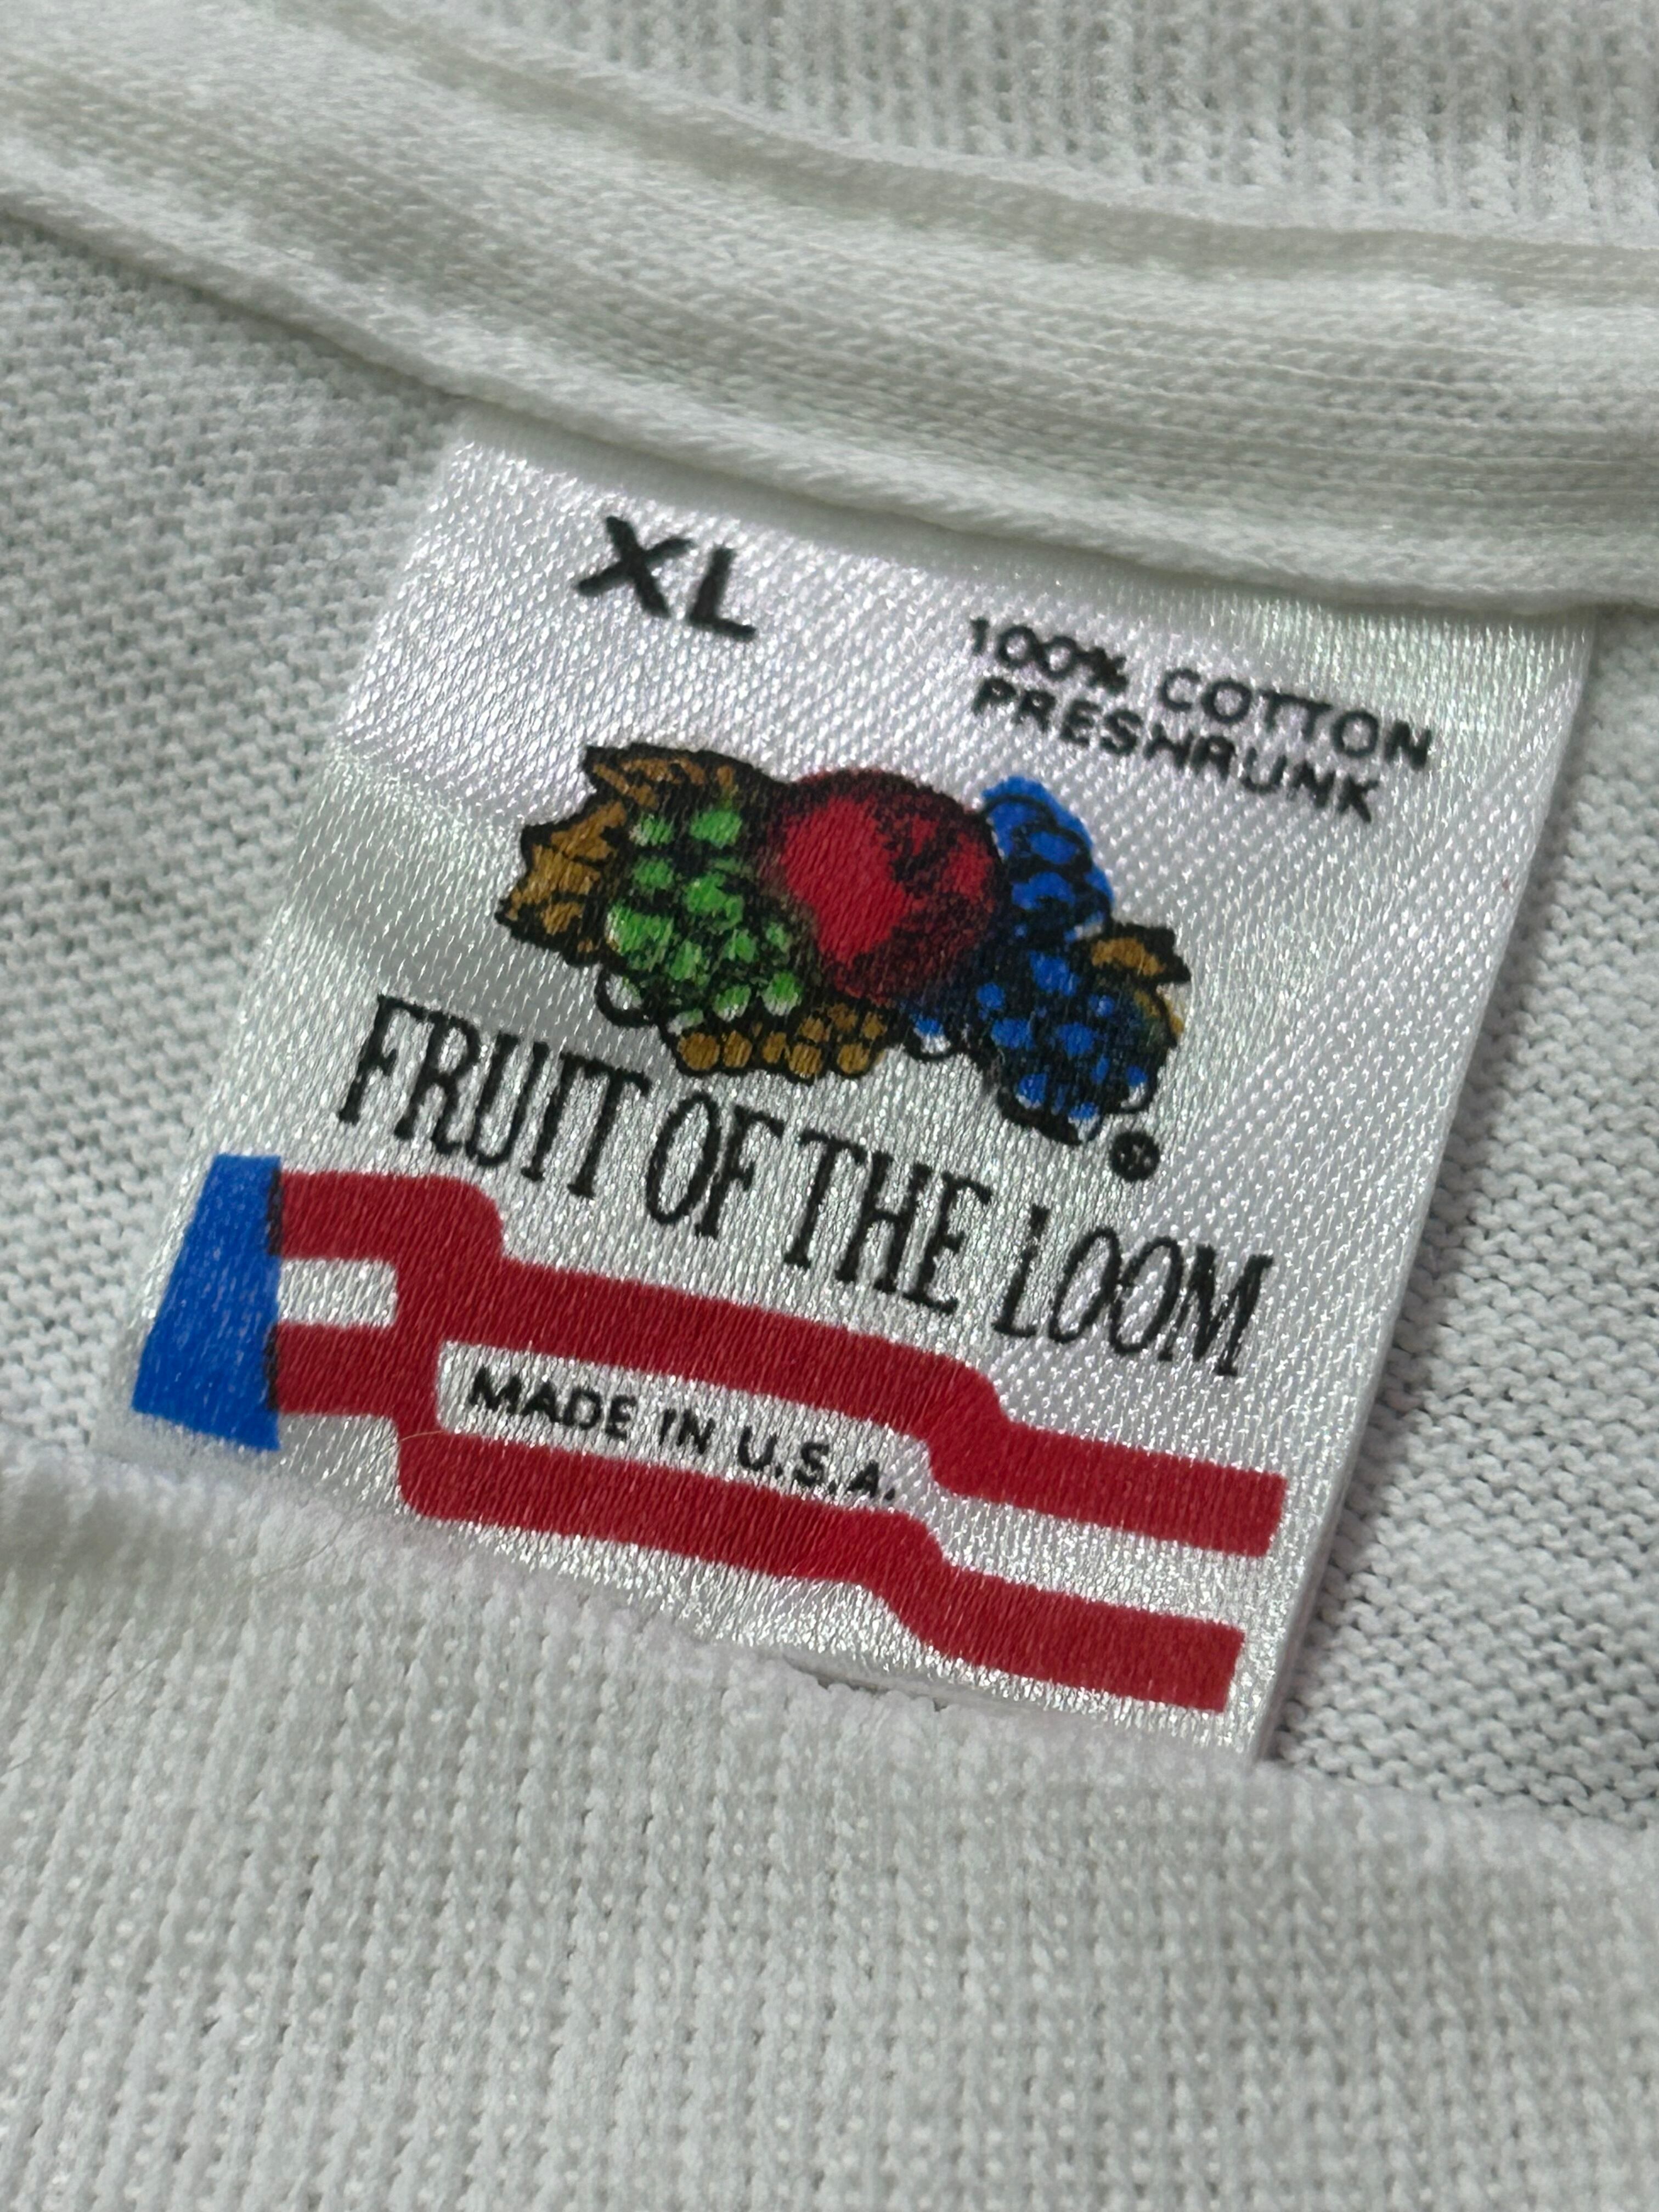 XL
100% COTTON
PRESHRUNK
®
FRUIT OF THE LOOM
MADE IN U.S.A.